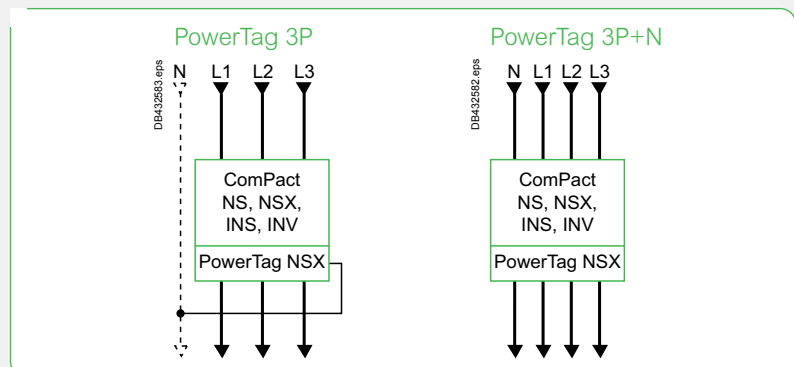 PowerTag 3P
DB432583.eps
N L1 L2 L3
ComPact
NS, NSX,
INS, INV
PowerTag NSX
PowerTag 3P+N
DB432582.eps
N L1 L2 L3
ComPact
NS, NSX,
INS, INV
PowerTag NSX